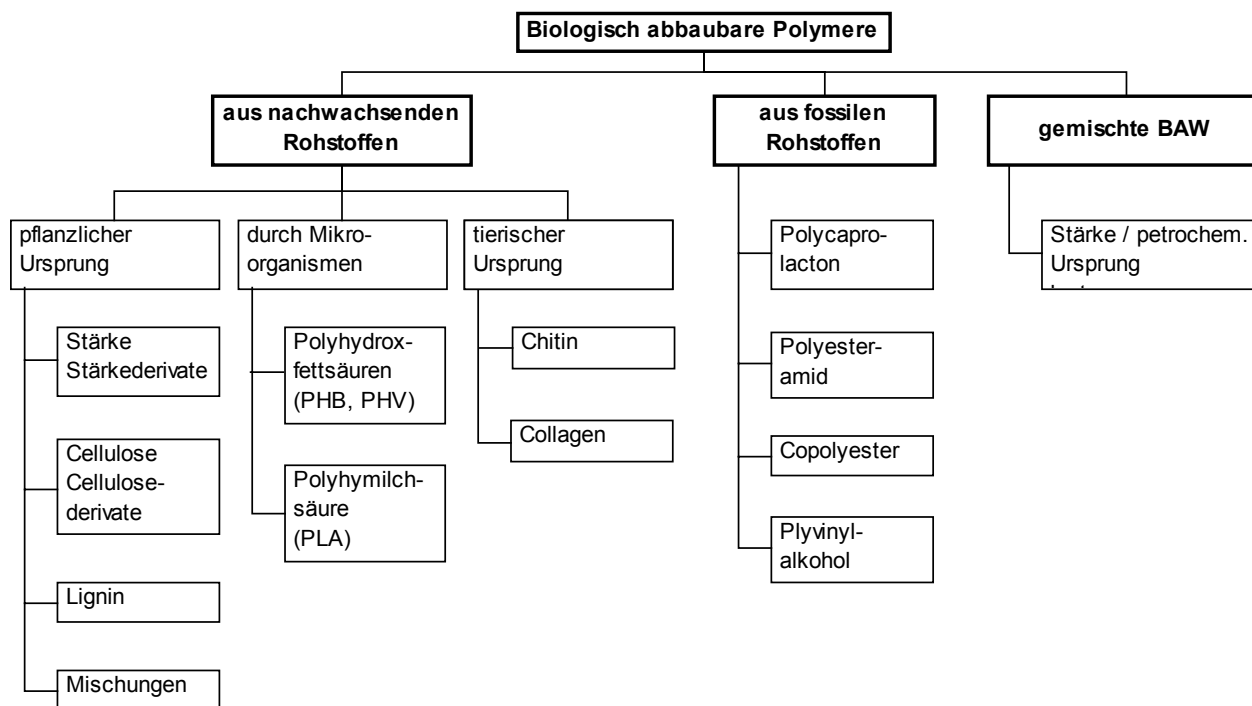 Biologisch abbaubare Polymere
aus nachwachsenden
Rohstoffen
aus fossilen
Rohstoffen
gemischte BAW
pflanzlicher
Ursprung
durch Mikro-
organismen
tierischer
Ursprung
Polycapro-
lacton
Stärke / petrochem.
Ursprung
Stärke
Stärkederivate
Polyhydrox-
fettsäuren
(PHB, PHV)
Chitin
Polyester-
amid
Cellulose
Cellulose-
derivate
Polyhymilch-
säure
(PLA)
Collagen
Copolyester
Plyvinyl-
alkohol
Lignin
Mischungen